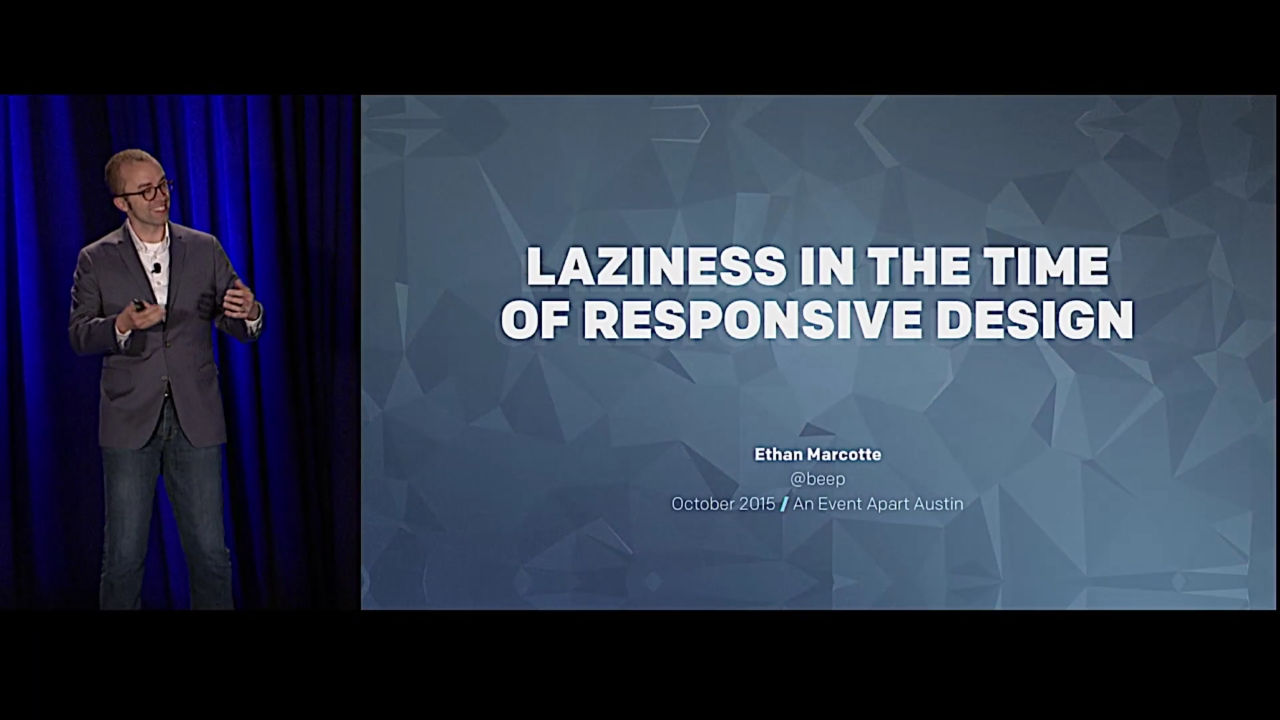 LAZINESS IN THE TIME
OF RESPONSIVE DESIGN
Ethan Marcotte
@beep
October 2015 / An Event Apart Austin